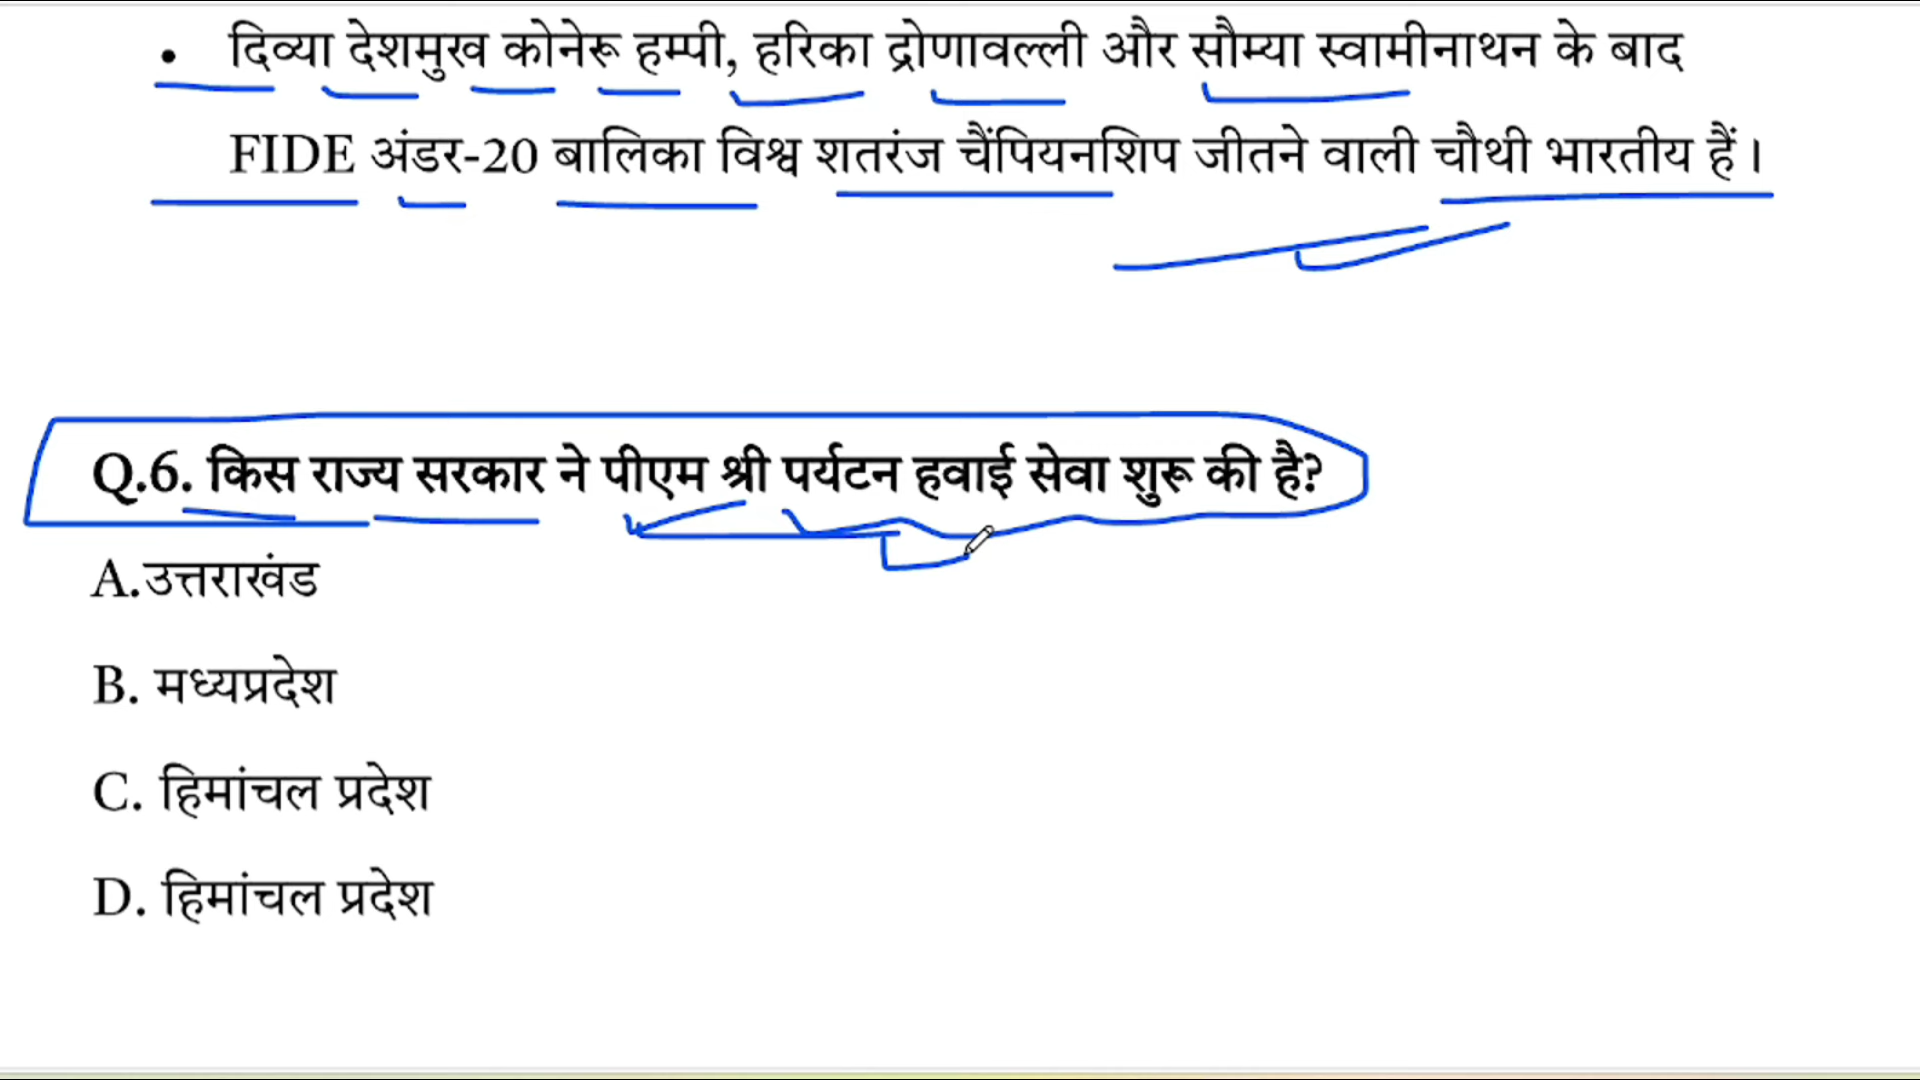 • दिव्या देशमुख कोनेरू हम्पी, हरिका द्रोणावल्ली और सौम्या स्वामीनाथन के बाद
FIDE अंडर-20 बालिका विश्व शतरंज चैंपियनशिप जीतने वाली चौथी भारतीय हैं।
Q.6. किस राज्य सरकार ने पीएम श्री पर्यटन हवाई सेवा शुरू की है?
A.उत्तराखंड
B. मध्यप्रदेश
C. हिमांचल प्रदेश
D. हिमांचल प्रदेश